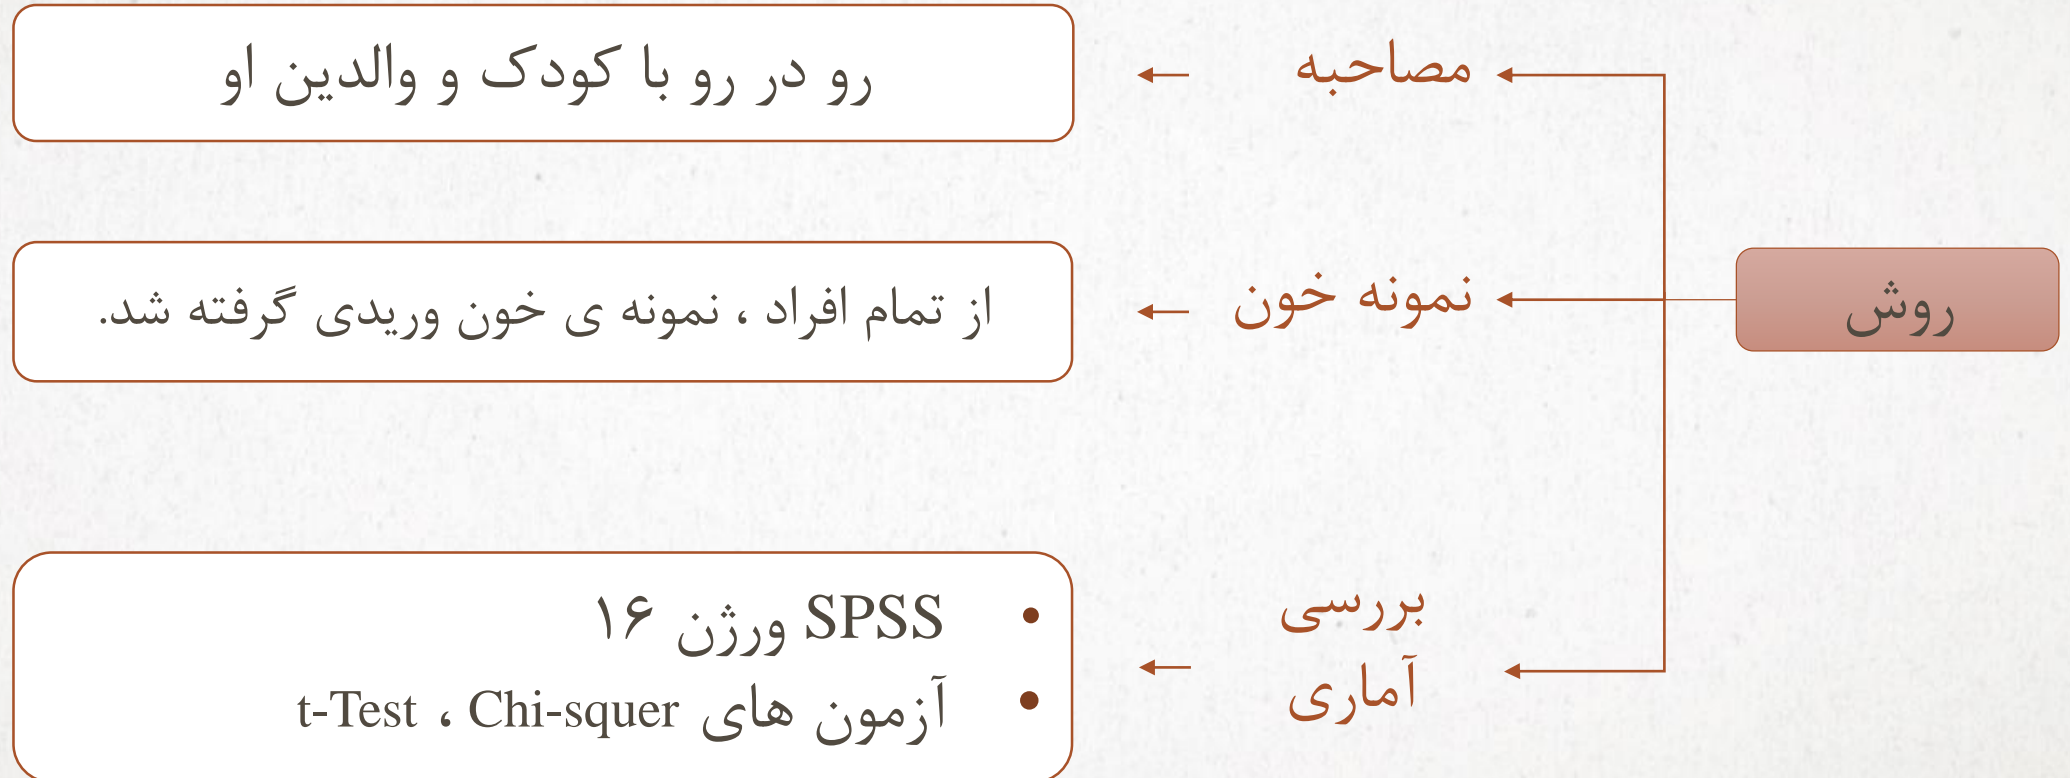 روش
مصاحبه
رو در رو با کودک و والدین او
نمونه خون
از تمام افراد ، نمونه ی خون وریدی گرفته شد.
بررسی
آماری
• SPSS ورژن ۱۶
• آزمون های Chi-squer ، t-Test